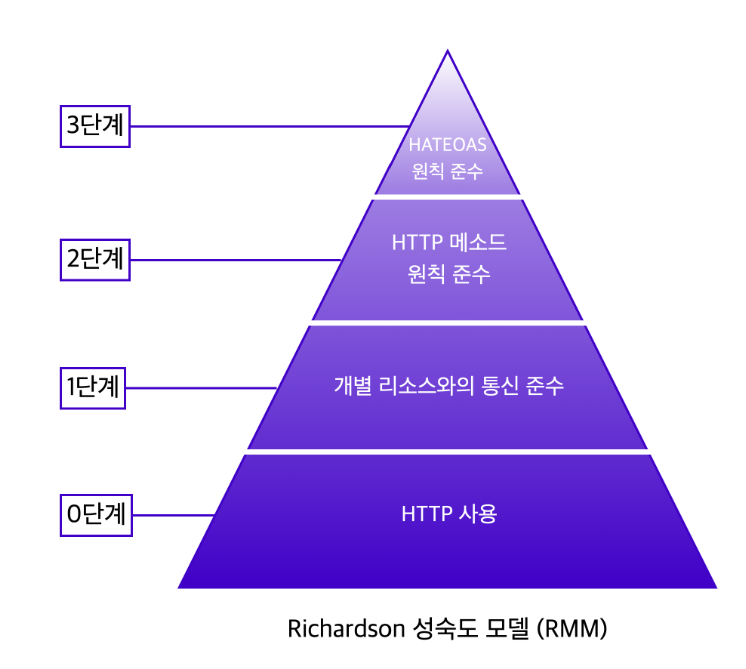 3단계
HATEOAS
원칙 준수
2단계
HTTP 메소드
원칙 준수
1단계
개별 리소스와의 통신 준수
0단계
HTTP 사용
Richardson 성숙도 모델 (RMM)